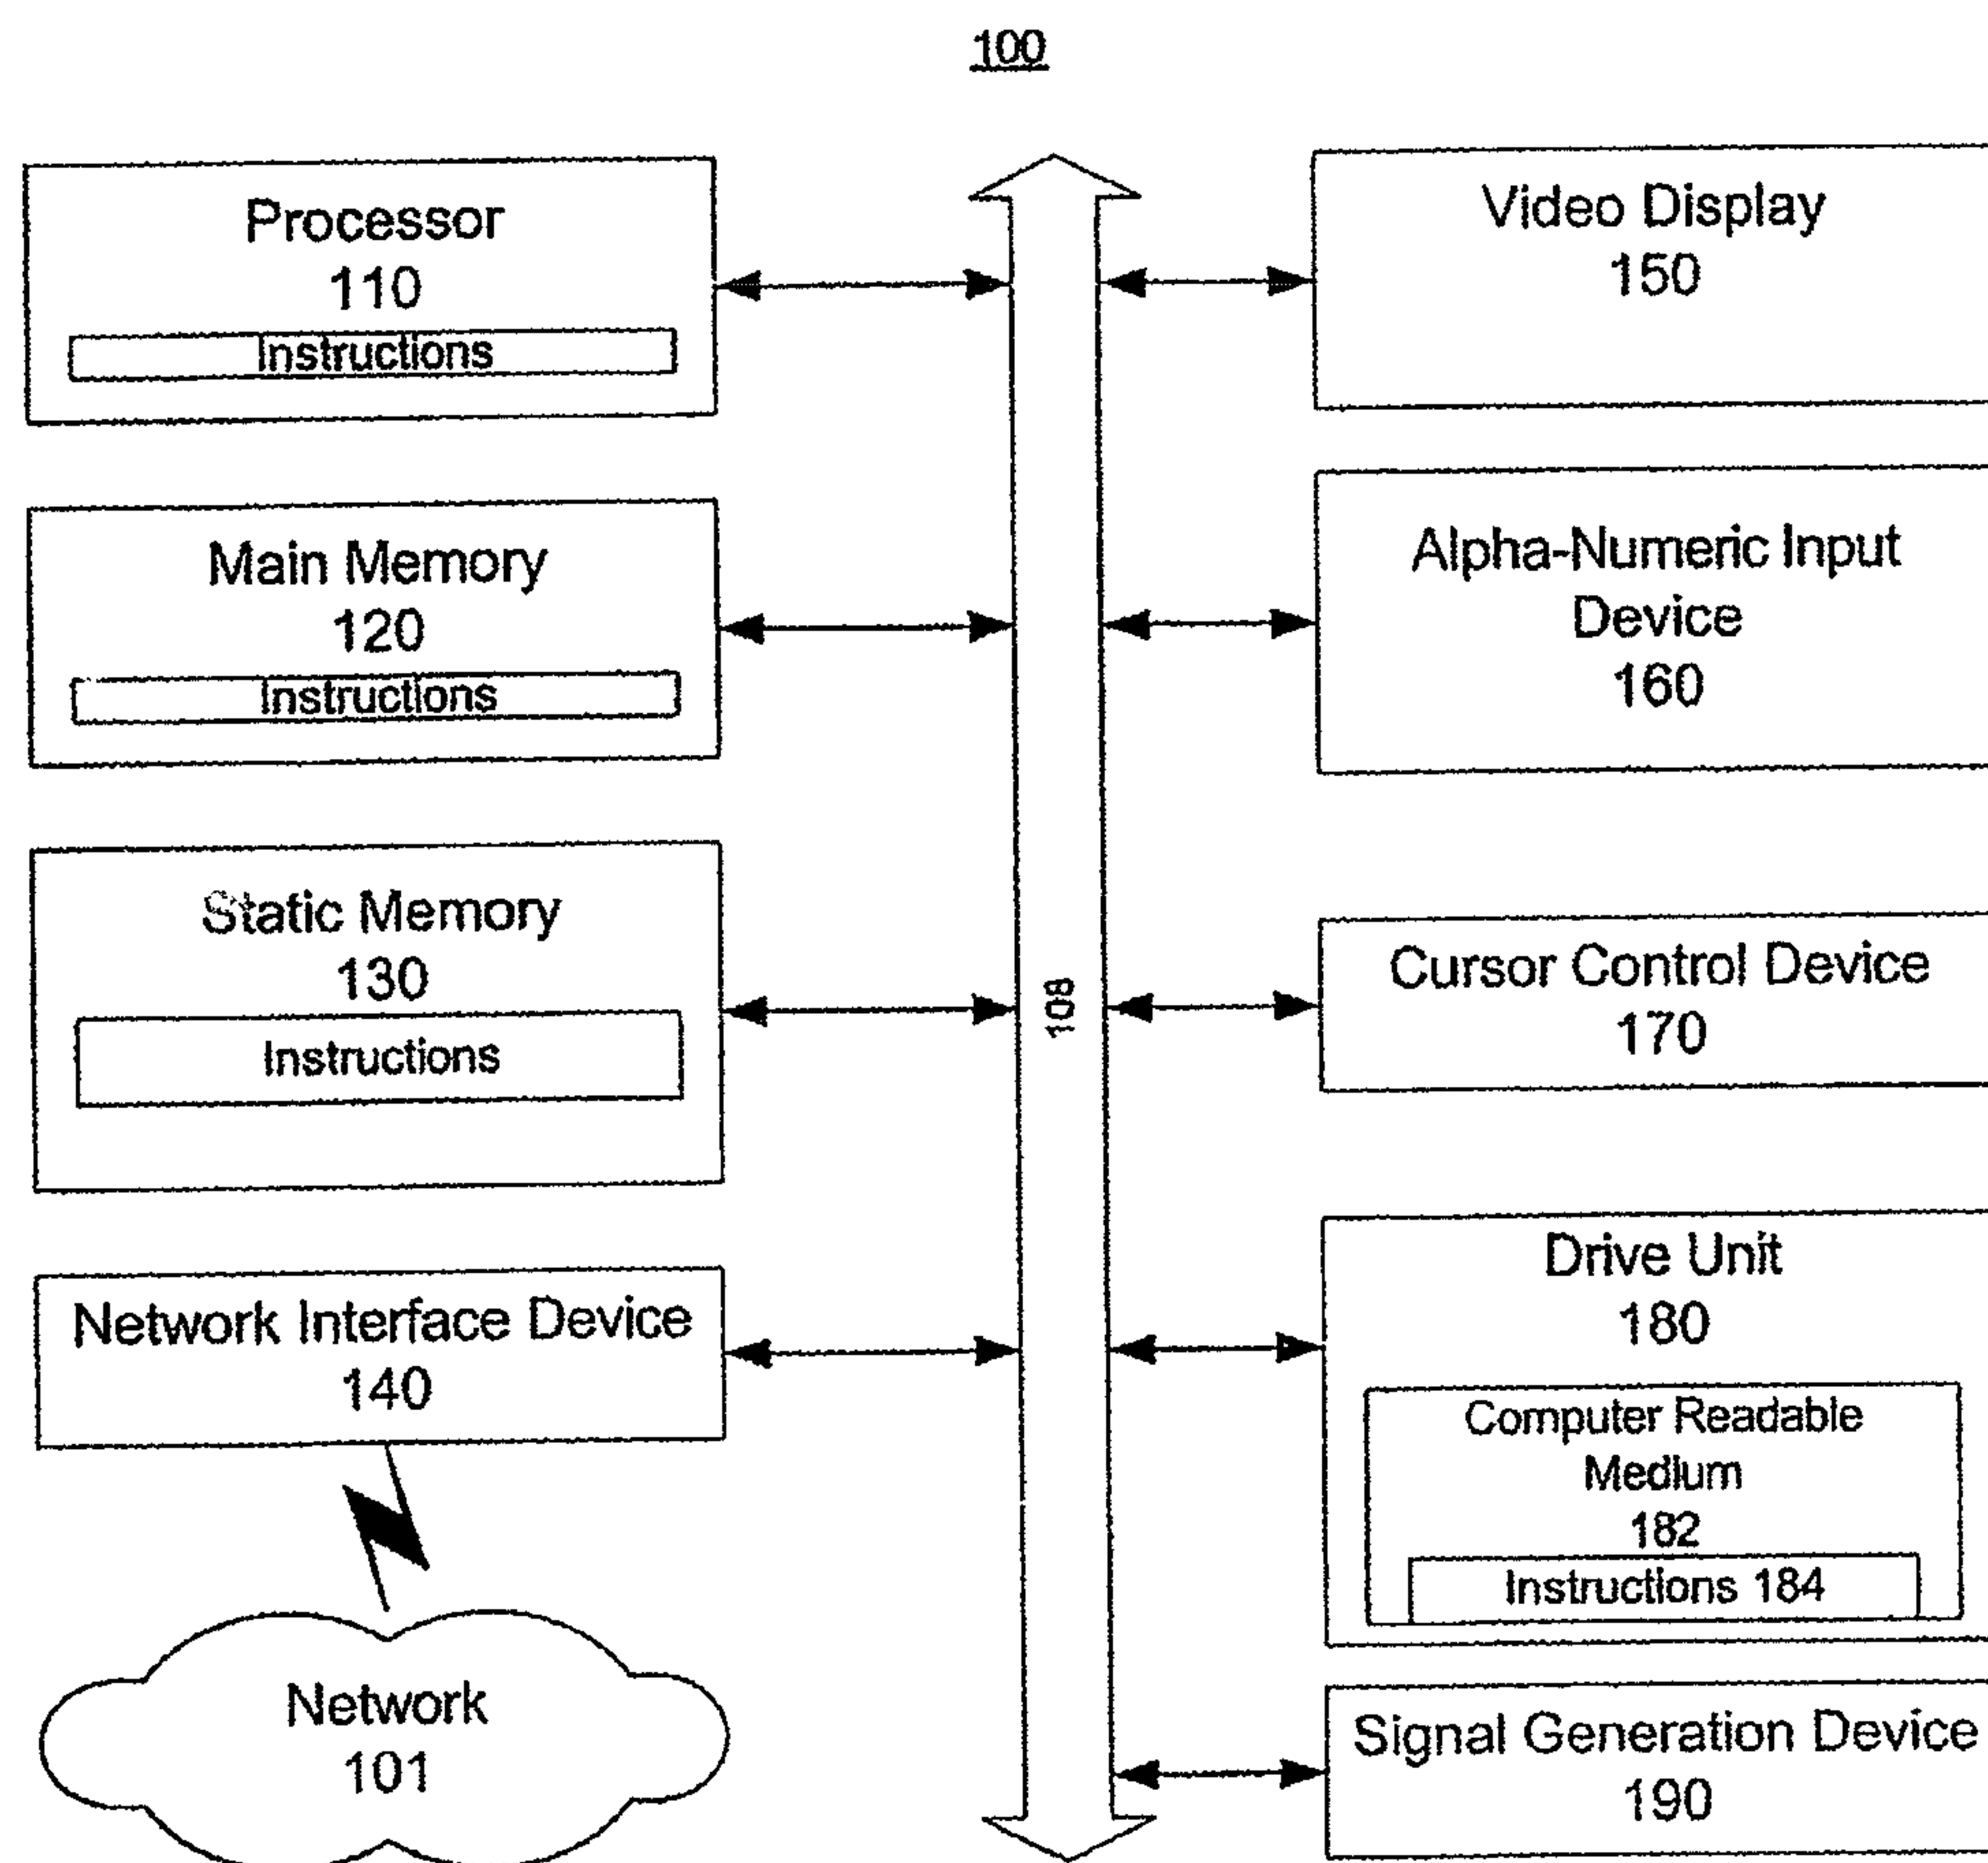 100
Processor
110
Instructions
Main Memory
120
Instructions
Static Memory
130
Instructions
Network Interface Device
140
Network
101
108
Video Display
150
Alpha-Numeric Input
Device
160
Cursor Control Device
170
Drive Unit
180
Computer Readable
Medium
182
Instructions 184
Signal Generation Device
190